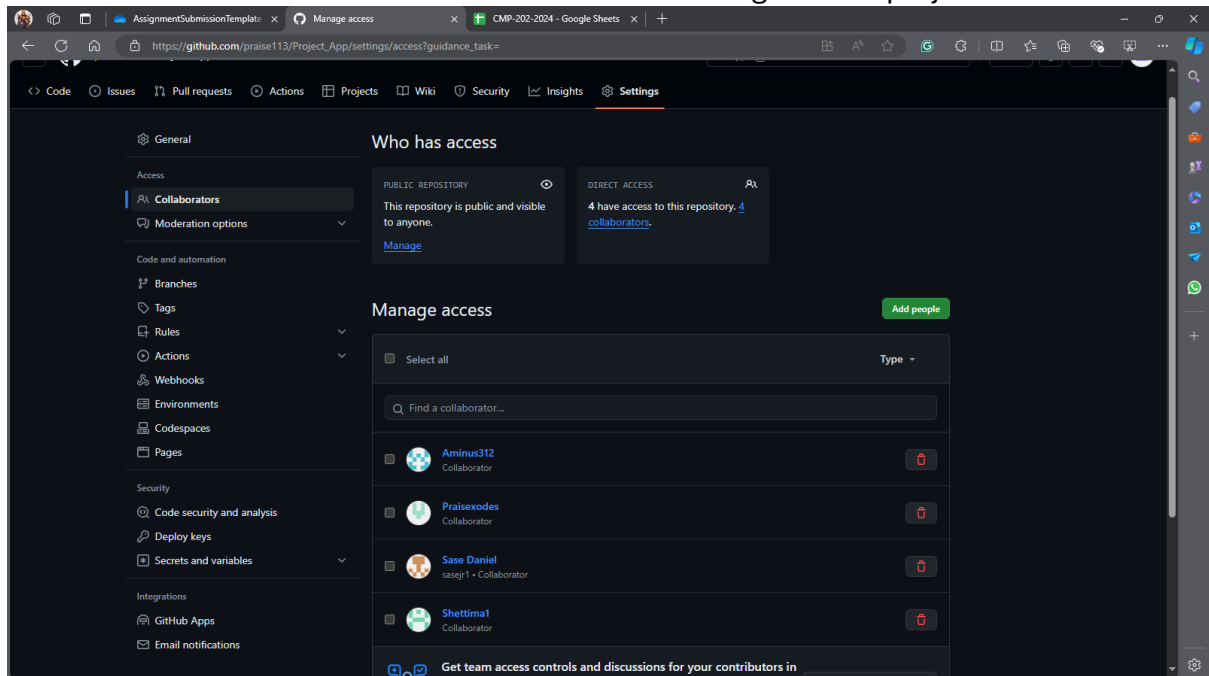 AssignmentSubmissionTemplate
Manage access
CMP-202-2024 - Google Sheets
https://github.com/praise113/Project_App/settings/access?guidance_task=
Code
Issues
Pull requests
Actions
Projects
Wiki
Security
Insights
Settings
General
Access
Collaborators
Moderation options
Code and automation
Branches
Tags
Rules
Actions
Webhooks
Environments
Codespaces
Pages
Security
Code security and analysis
Deploy keys
Secrets and variables
Integrations
GitHub Apps
Email notifications
Who has access
PUBLIC REPOSITORY
This repository is public and visible
to anyone.
Manage
DIRECT ACCESS
4 have access to this repository. 4
collaborators.
Manage access
Add people
Select all
Type
Find a collaborator...
Aminus312
Collaborator
Praisexodes
Collaborator
Sase Daniel
sasejr1 • Collaborator
Shettima1
Collaborator
Get team access controls and discussions for your contributors in